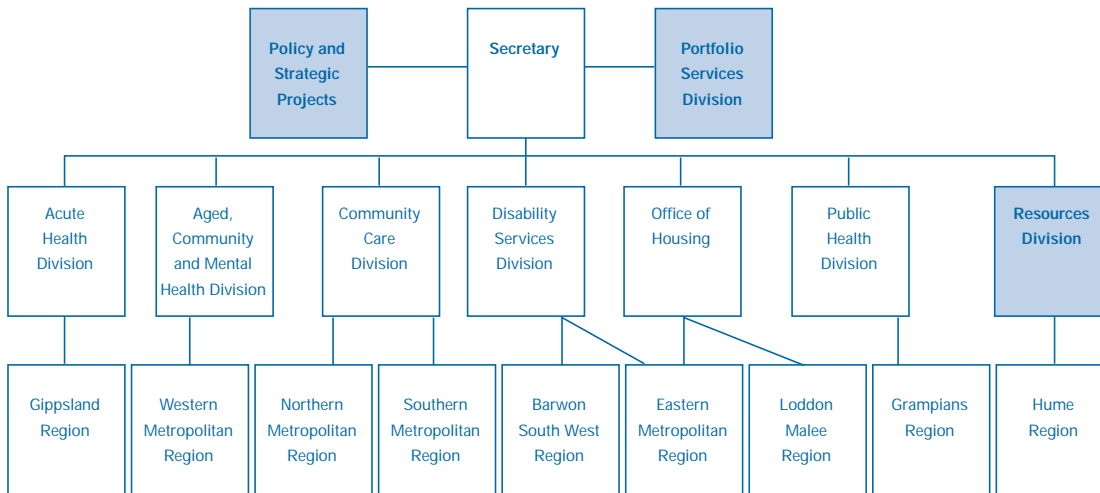 Policy and
Strategic
Projects
Secretary
Portfolio
Services
Division
Acute
Health
Division
Aged,
Community
and Mental
Health Division
Community
Care
Division
Disability
Services
Division
Office of
Housing
Public
Health
Division
Resources
Division
Gippsland
Region
Western
Metropolitan
Region
Northern
Metropolitan
Region
Southern
Metropolitan
Region
Barwon
South West
Region
Eastern
Metropolitan
Region
Loddon
Malee
Region
Grampians
Region
Hume
Region